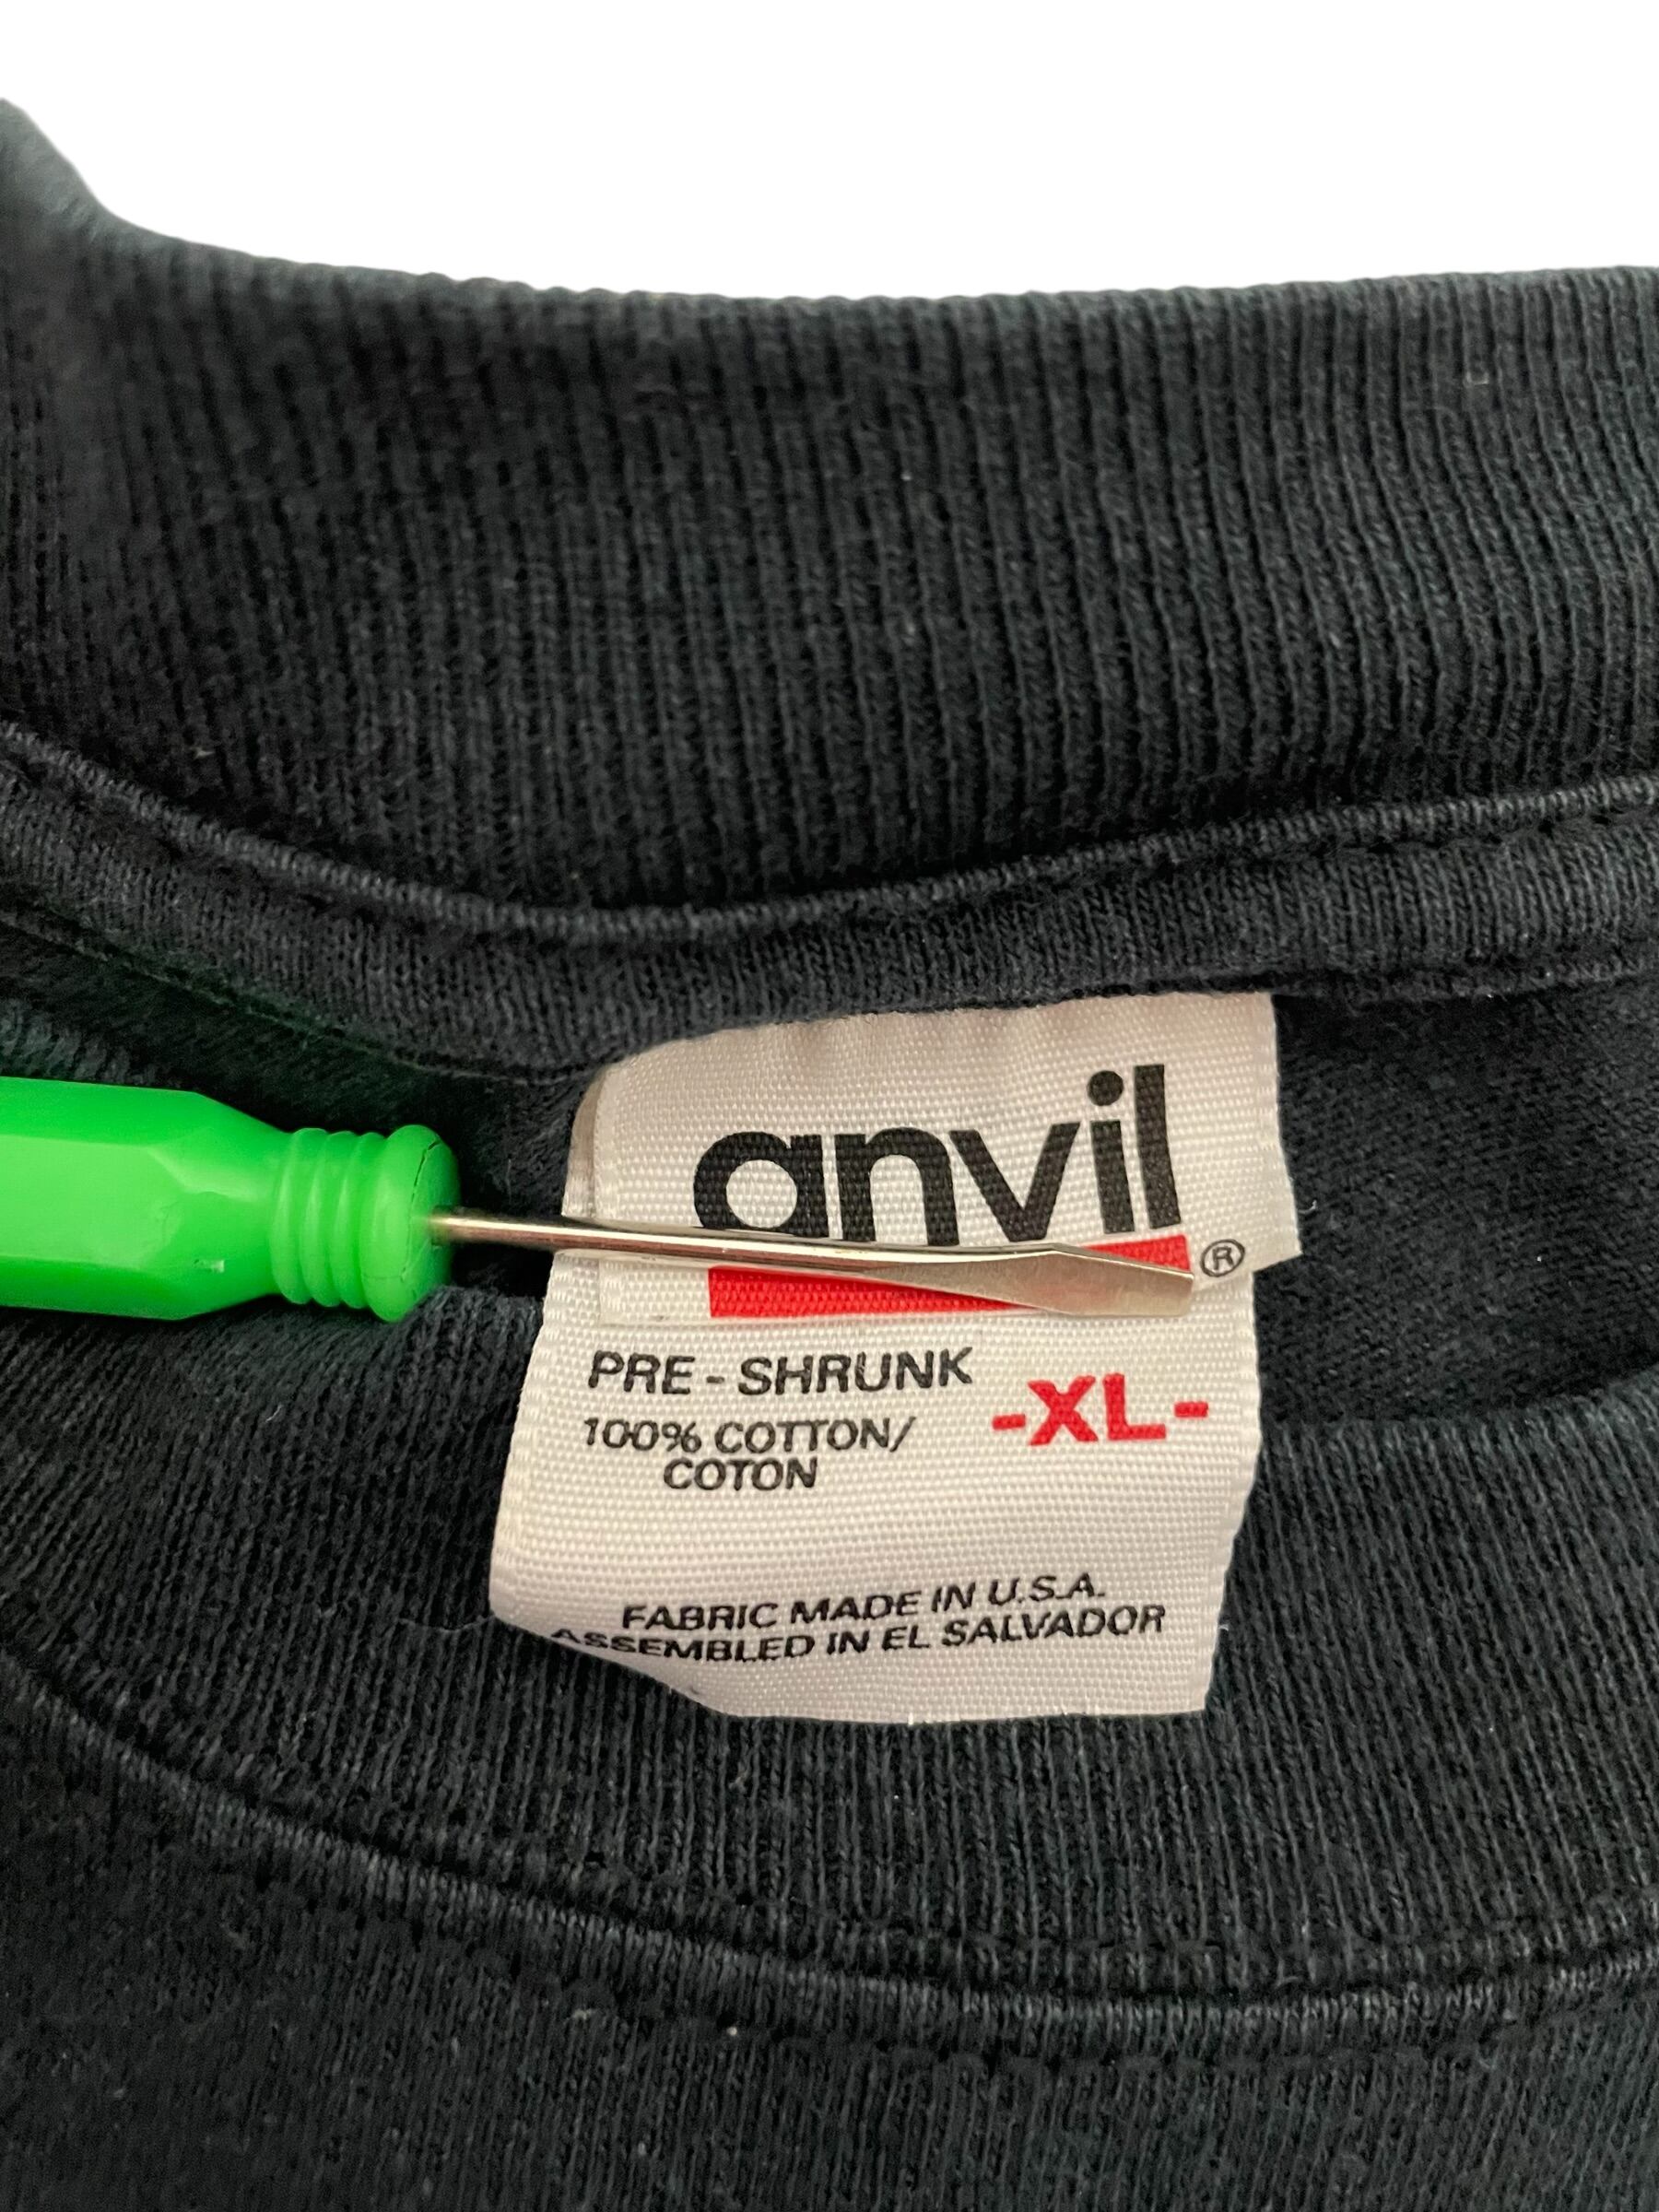 anvil®
PRE-SHRUNK
-XL-
100% COTTON/
COTON
FABRIC MADE IN U.S.A.
ASSEMBLED IN EL SALVADOR